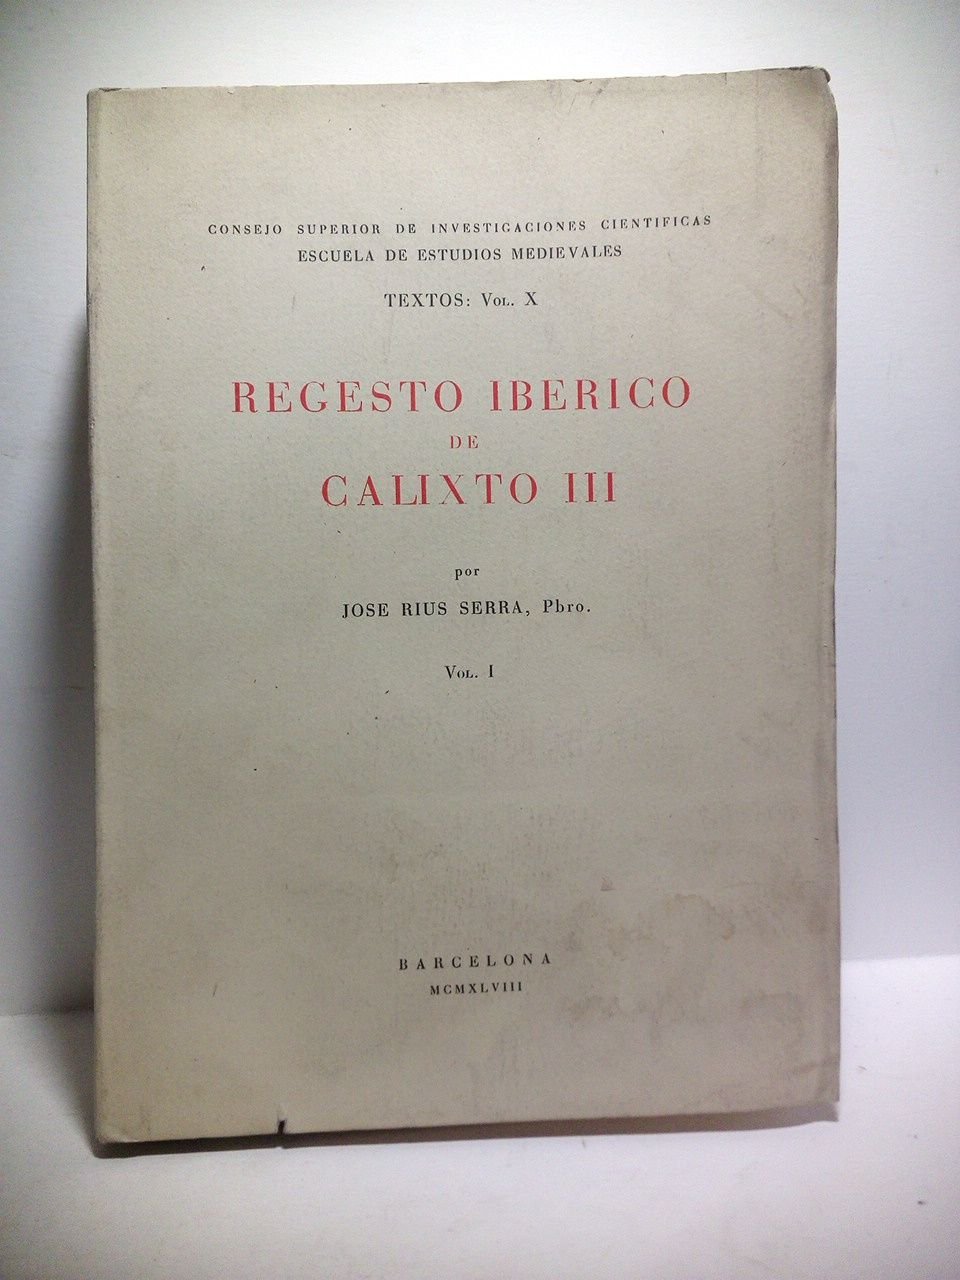 CONSEJO SUPERIOR DE INVESTIGACIONES CIENTIFICAS
ESCUELA DE ESTUDIOS MEDIEVALES
TEXTOS: VOL. X
REGESTO IBERICO
DE
CALIXTO III
por
JOSE RIUS SERRA, Pbro.
VOL. I
BARCELONA
MCMXLVIII